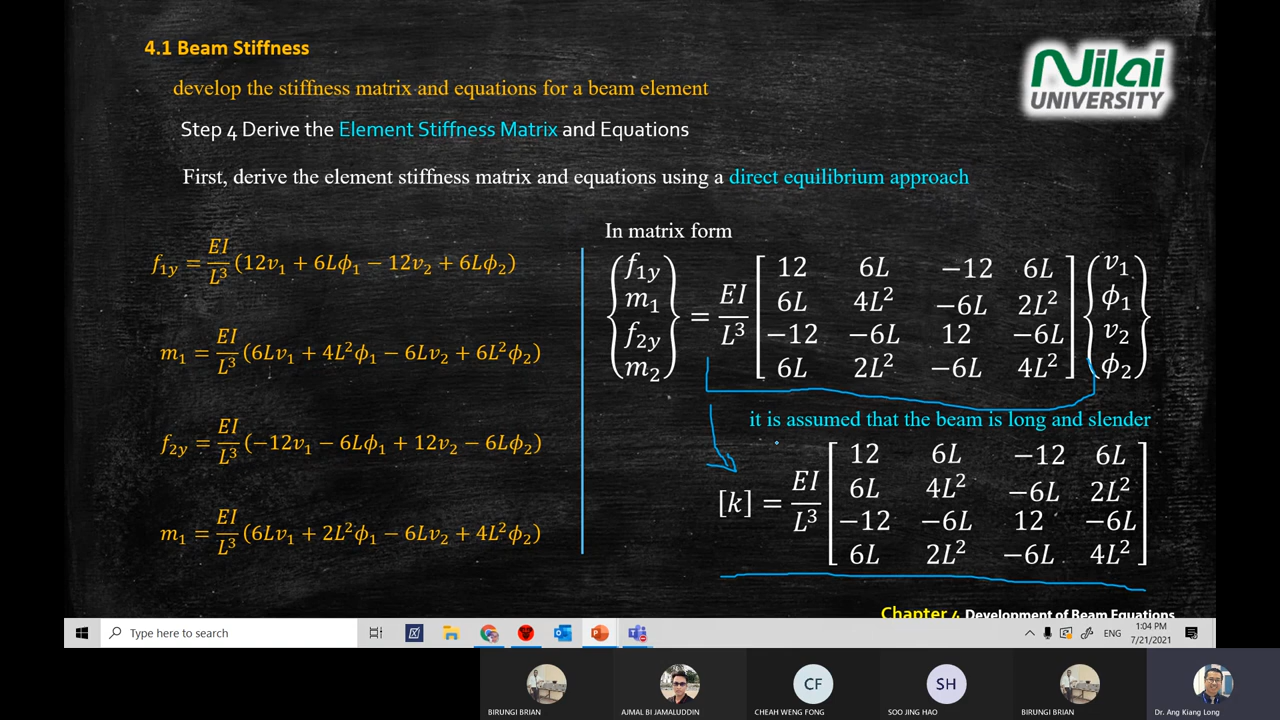 4.1 Beam Stiffness
Nilai
UNIVERSITY
develop the stiffness matrix and equations for a beam element
Step 4 Derive the Element Stiffness Matrix and Equations
First, derive the element stiffness matrix and equations using a direct equilibrium approach
f₁y = EI/L³ (12v₁ + 6Lϕ₁ − 12v₂ + 6Lϕ₂)
m₁ = EI/L³ (6Lv₁ + 4L²ϕ₁ − 6Lv₂ + 6L²ϕ₂)
f₂y = EI/L³ (−12v₁ − 6Lϕ₁ + 12v₂ − 6Lϕ₂)
m₁ = EI/L³ (6Lv₁ + 2L²ϕ₁ − 6Lv₂ + 4L²ϕ₂)
In matrix form
f₁y 12 6L −12 6L v₁
m₁ = EI/L³ 6L 4L² −6L 2L² ϕ₁
f₂y −12 −6L 12 −6L v₂
m₂ 6L 2L² −6L 4L² ϕ₂
it is assumed that the beam is long and slender
12 6L −12 6L
[k] = EI/L³ 6L 4L² −6L 2L²
−12 −6L 12 −6L
6L 2L² −6L 4L²
Chapter 4 Development of Beam Equations
Type here to search
ENG
1:04 PM
7/21/2021
CF
SH
BIRUNGI BRIAN
AJMAL BI JAMALUDDIN
CHEAH WENG FONG
SOO JING HAO
BIRUNGI BRIAN
Dr. Ang Kiang Long